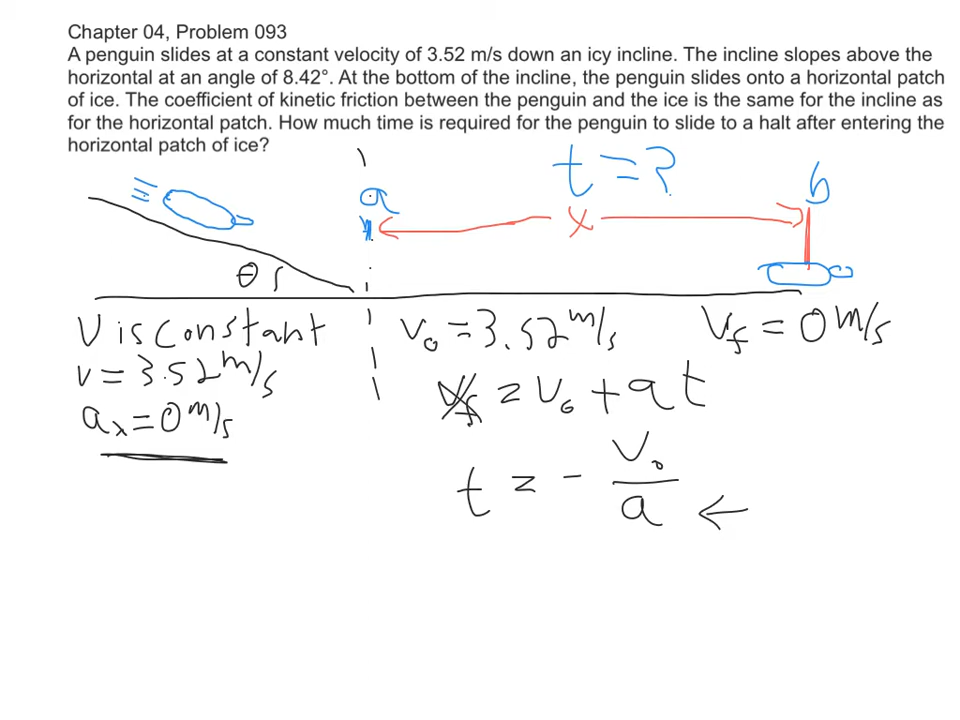 Chapter 04, Problem 093
A penguin slides at a constant velocity of 3.52 m/s down an icy incline. The incline slopes above the
horizontal at an angle of 8.42°. At the bottom of the incline, the penguin slides onto a horizontal patch
of ice. The coefficient of kinetic friction between the penguin and the ice is the same for the incline as
for the horizontal patch. How much time is required for the penguin to slide to a halt after entering the
horizontal patch of ice?
t = ?
a
b
x
θ
V is constant
v₀ = 3.52 m/s
V_f = 0 m/s
v = 3.52 m/s
a_x = 0 m/s
V_f = V₀ + at
t = - V₀/a ←